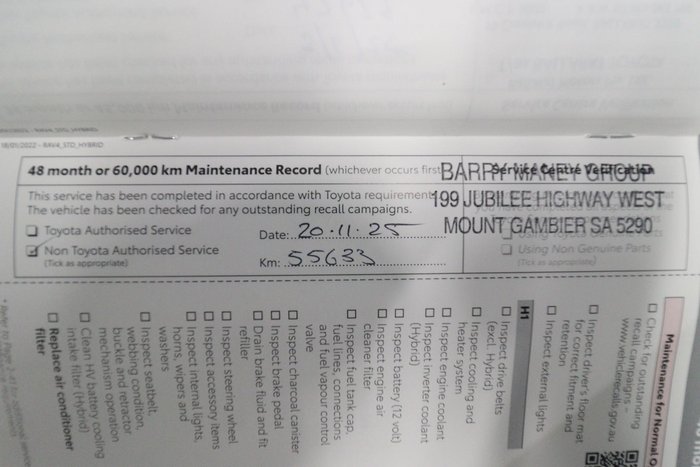 18/01/2022 - RAV4_STD_HYBRID
48 month or 60,000 km Maintenance Record (whichever occurs first
This service has been completed in accordance with Toyota requirement
The vehicle has been checked for any outstanding recall campaigns.
Toyota Authorised Service
Non Toyota Authorised Service
(Tick as appropriate)
Date: 20.11.25
Km: 55633
Service Centre Verification
BARRY MANEY GROUP
199 JUBILEE HIGHWAY WEST
MOUNT GAMBIER SA 5290
Using Non Genuine Parts
(Tick as appropriate)
Maintenance for Normal O
Check for outstanding
recall campaigns -
www.vehiclerecalls.gov.au
Inspect driver's floor mat
for correct fitment and
retention
Inspect external lights
H1
Inspect drive belts
(excl. Hybrid)
Inspect cooling and
heater system
Inspect engine coolant
Inspect inverter coolant
(Hybrid)
Inspect battery (12 volt)
Inspect engine air
cleaner filter
Inspect fuel tank cap,
fuel lines, connections
and fuel vapour control
valve
Inspect charcoal canister
Inspect brake pedal
Drain brake fluid and fit
refiller
Inspect steering wheel
Inspect accessory items
Inspect internal lights,
horns, wipers and
washers
Inspect seatbelt,
webbing condition,
buckle and retractor
mechanism operation
Clean HV battery cooling
intake filter (Hybrid)
Replace air conditioner
filter